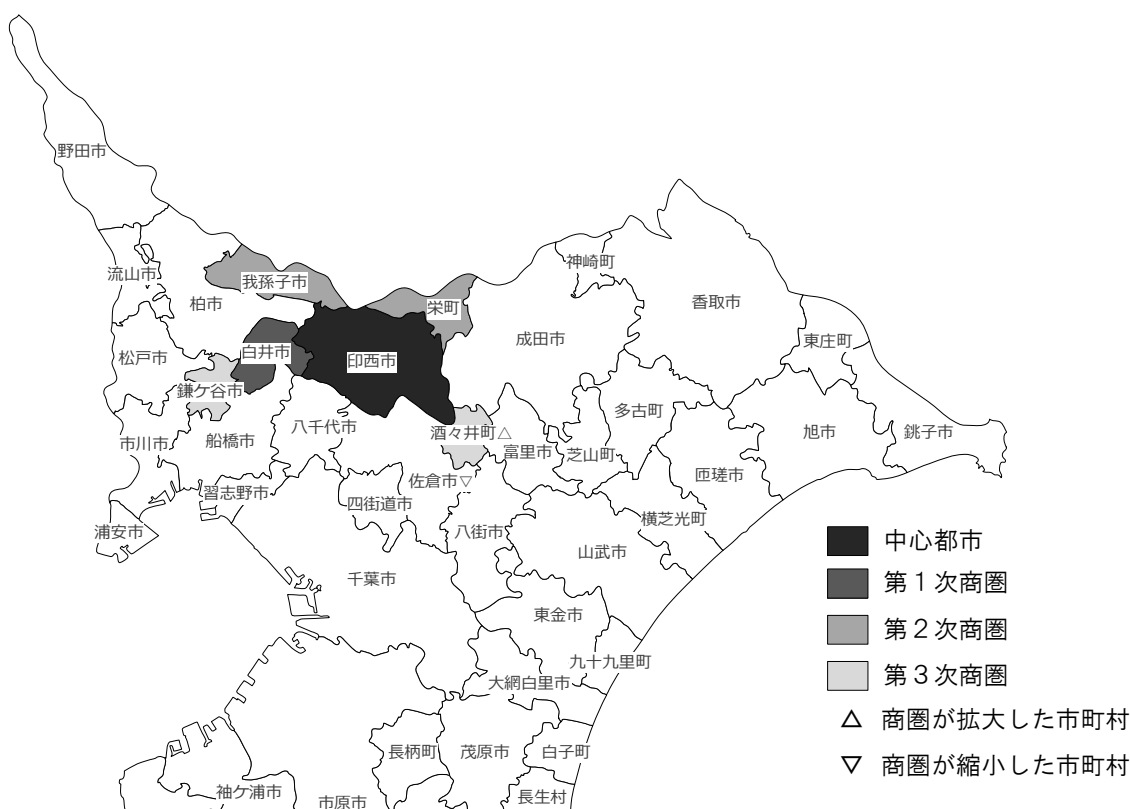 野田市
流山市
柏市
我孫子市
栄町
神崎町
香取市
成田市
東庄町
松戸市
白井市
印西市
鎌ケ谷市
市川市
船橋市
八千代市
酒々井町△
富里市
芝山町
多古町
旭市
銚子市
匝瑳市
佐倉市▽
習志野市
四街道市
浦安市
八街市
横芝光町
山武市
千葉市
東金市
九十九里町
大網白里市
長柄町
茂原市
白子町
長生村
袖ケ浦市
市原市
中心都市
第1次商圏
第2次商圏
第3次商圏
△ 商圏が拡大した市町村
▽ 商圏が縮小した市町村